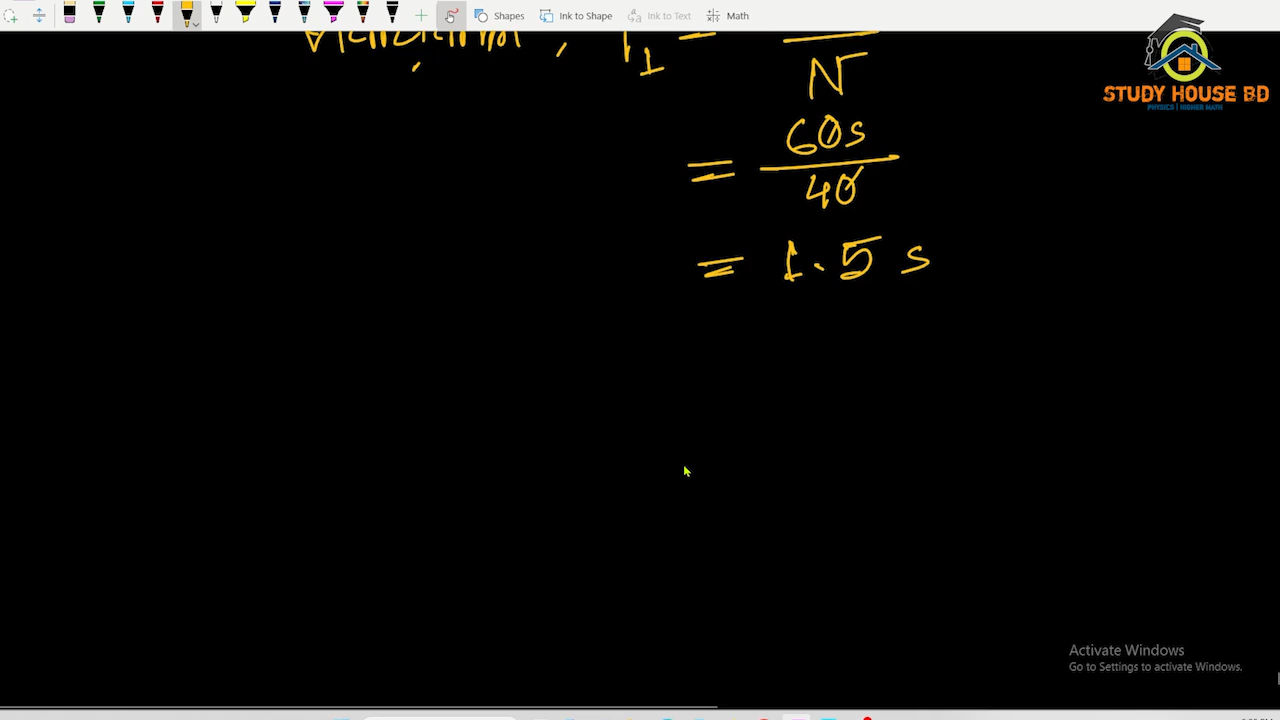 Shapes Ink to Shape Ink to Text Math
, T₁ =
N
= 60s
40
= 1.5 s
STUDY HOUSE BD
PHYSICS | HIGHER MATH
Activate Windows
Go to Settings to activate Windows.